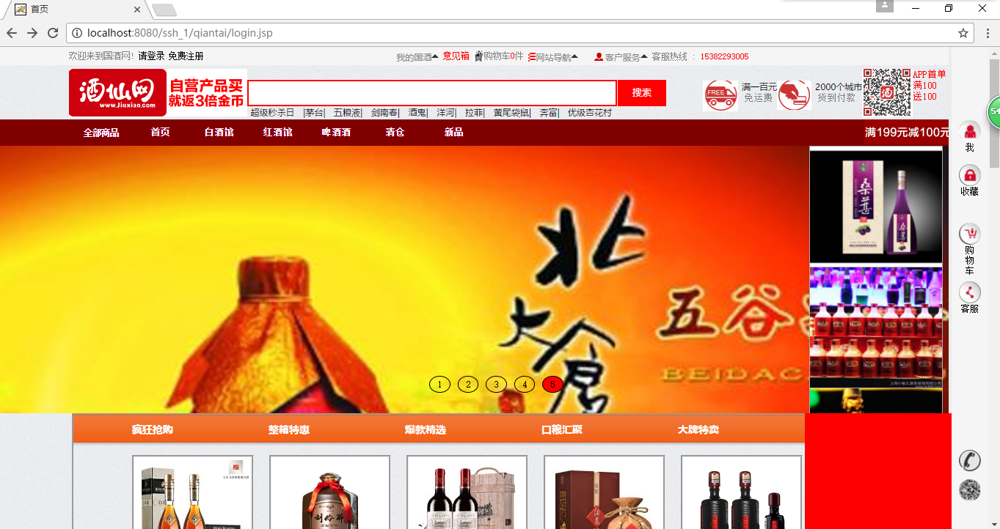 首页
localhost:8080/ssh_1/qiantai/login.jsp
欢迎来到国酒网! 请登录 免费注册
我的国酒 意见箱 购物车0件 网站导航 客户服务 客服热线 : 15382293005
酒仙网
www.Jiuxian.com
自营产品买
就返3倍金币
搜索
超级秒杀日 |茅台| 五粮液| 剑南春| 酒鬼| 洋河| 拉菲| 黄尾袋鼠| 奔富| 优级杏花村
FREE
满一百元
免运费
2000个城市
货到付款
酒
APP首单
满100
送100
54
全部商品 首页 白酒馆 红酒馆 啤酒酒 清仓 新品
满199元减100元
我
收藏
购物车
客服
北大仓
五谷
BEIDAC
桑葚
桑葚
1 2 3 4 5
疯狂抢购 整箱特惠 爆款精选 口粮汇聚 大牌特卖
刘伶醉